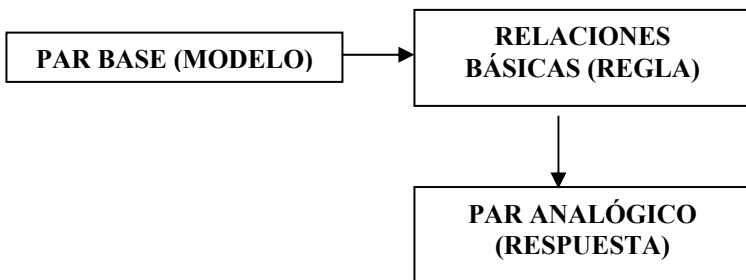 PAR BASE (MODELO)
RELACIONES
BÁSICAS (REGLA)
PAR ANALÓGICO
(RESPUESTA)